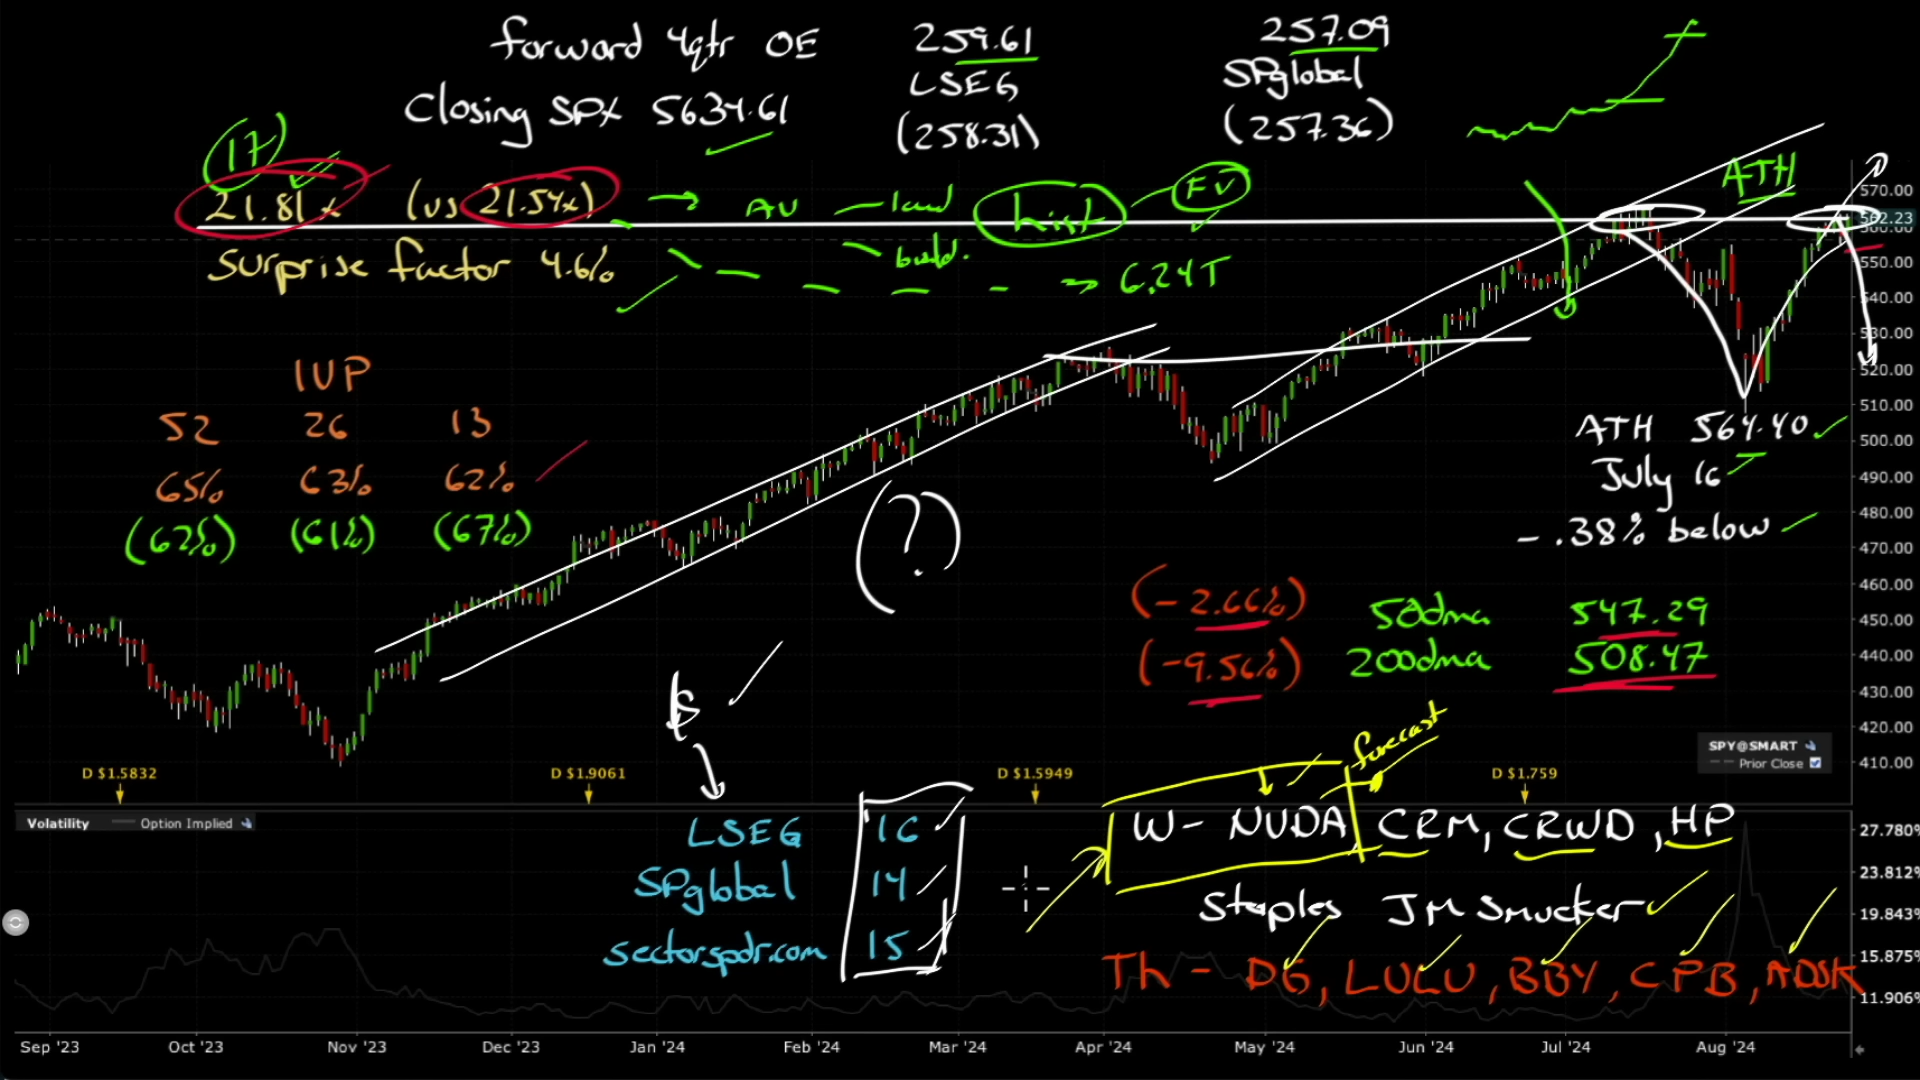 forward 4qtr OE 259.61 257.09
LSEG SPglobal
Closing SPX 5634.61 (258.31) (257.36)
17
21.81x (vs 21.54x) → AV hist FV
ATH
Surprise factor 4.6% build. → 6.24T
570.00
562.23
560.00
550.00
540.00
530.00
520.00
510.00
500.00
490.00
480.00
470.00
460.00
450.00
440.00
430.00
420.00
410.00
1UP
52 26 13
65% 63% 62%
(62%) (61%) (67%)
(?)
ATH 564.40
July 16
- .38% below
(-2.66%) 50dma 547.29
(-9.56%) 200dma 508.47
SPY@SMART
Prior Close
forecast
D $1.5832 D $1.9061 D $1.5949 D $1.759
Volatility Option Implied
LSEG 16
SPglobal 14
sectorspdr.com 15
W - NVDA CRM, CRWD, HP
Staples JM Smucker
Th - DG, LULU, BBY, CPB, ADSK
27.780%
23.812%
19.843%
15.875%
11.906%
Sep '23 Oct '23 Nov '23 Dec '23 Jan '24 Feb '24 Mar '24 Apr '24 May '24 Jun '24 Jul '24 Aug '24